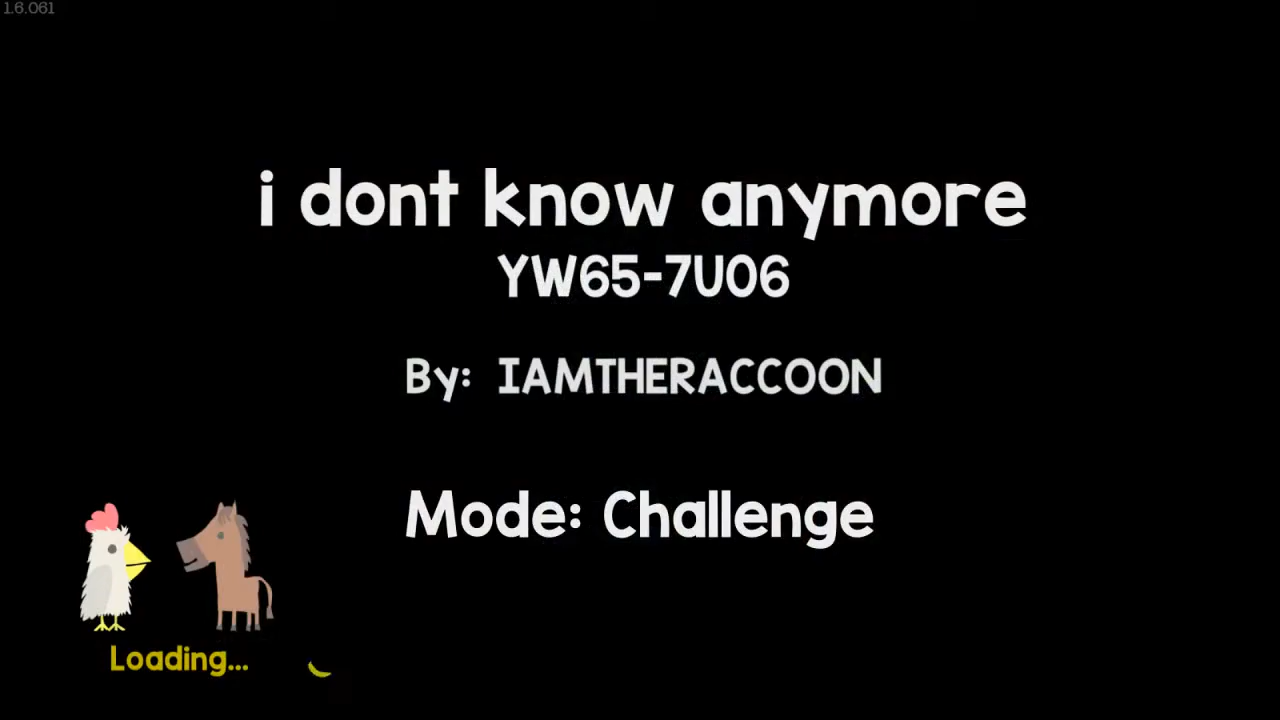 1.6.061
i dont know anymore
YW65-7U06
By: IAMTHERACCOON
Mode: Challenge
Loading...